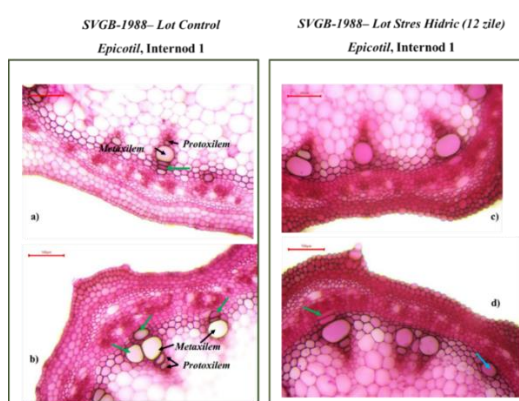 SVGB-1988– Lot Control
Epicotil, Internod 1
SVGB-1988– Lot Stres Hidric (12 zile)
Epicotil, Internod 1
Protoxilem
Metaxilem
a)
c)
Metaxilem
Protoxilem
b)
d)